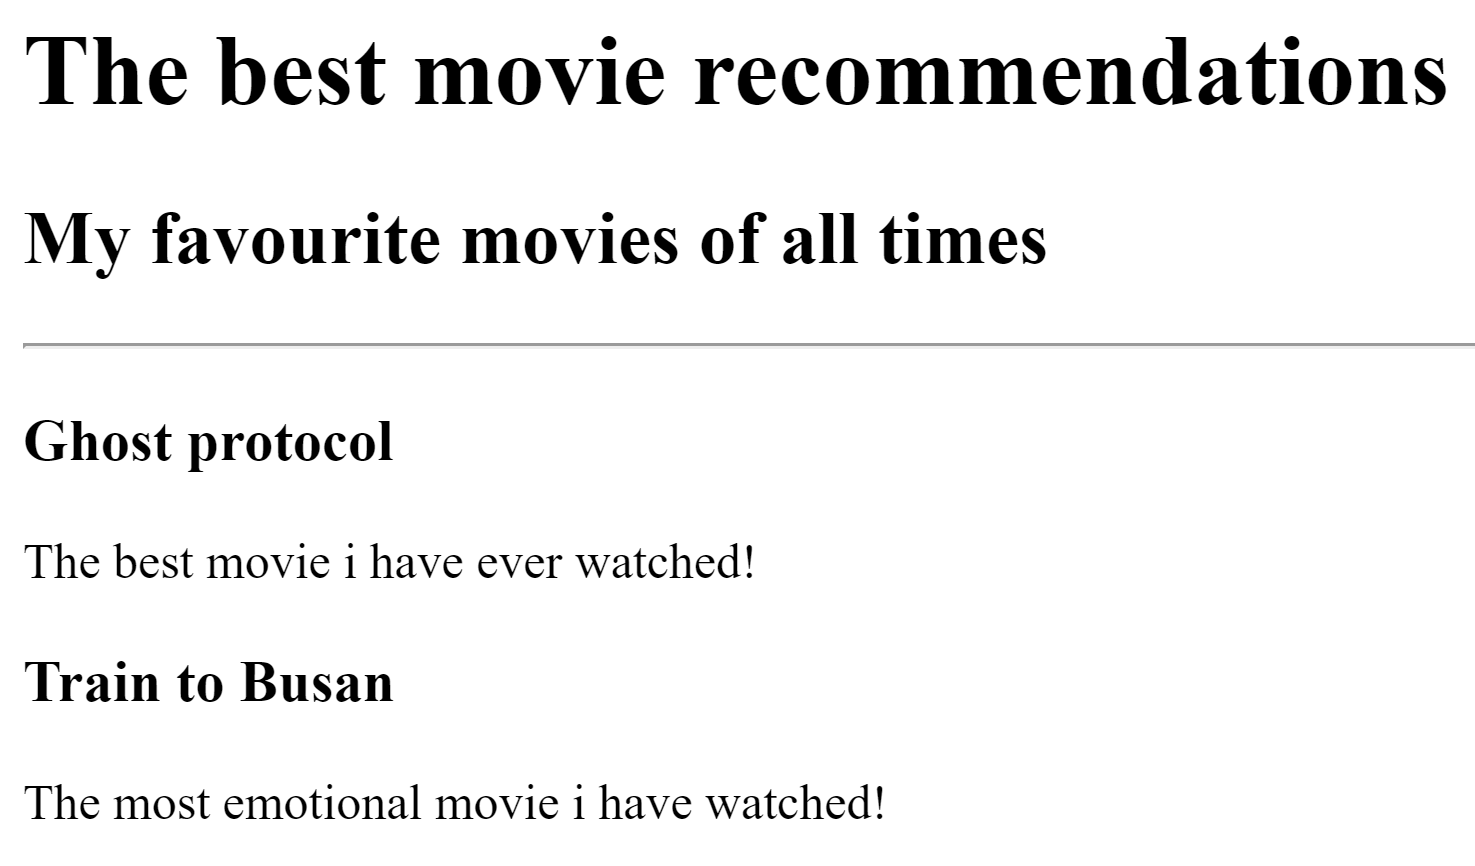 The best movie recommendations
My favourite movies of all times
Ghost protocol
The best movie i have ever watched!
Train to Busan
The most emotional movie i have watched!